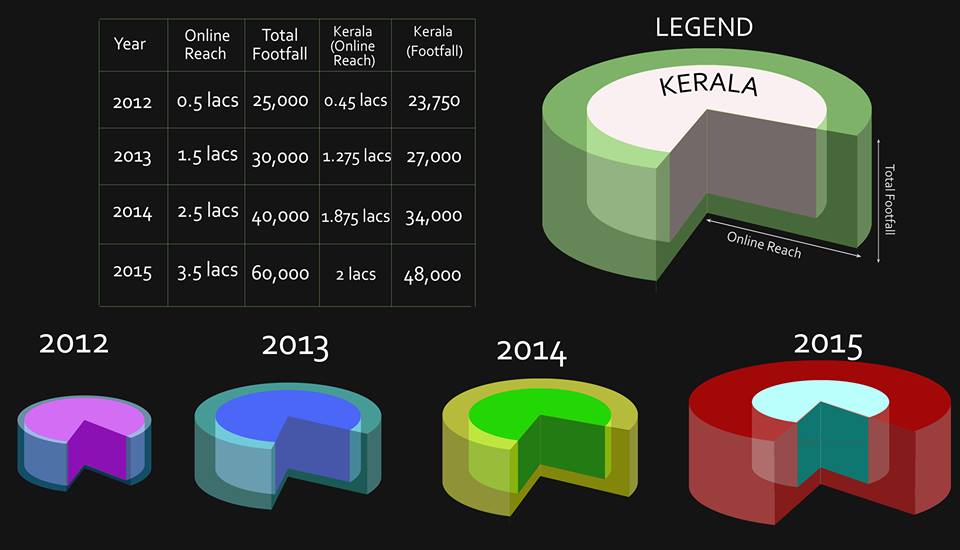 Year Online Reach Total Footfall Kerala (Online Reach) Kerala (Footfall)
2012 0.5 lacs 25,000 0.45 lacs 23,750
2013 1.5 lacs 30,000 1.275 lacs 27,000
2014 2.5 lacs 40,000 1.875 lacs 34,000
2015 3.5 lacs 60,000 2 lacs 48,000
LEGEND
KERALA
Total Footfall
Online Reach
2012
2013
2014
2015